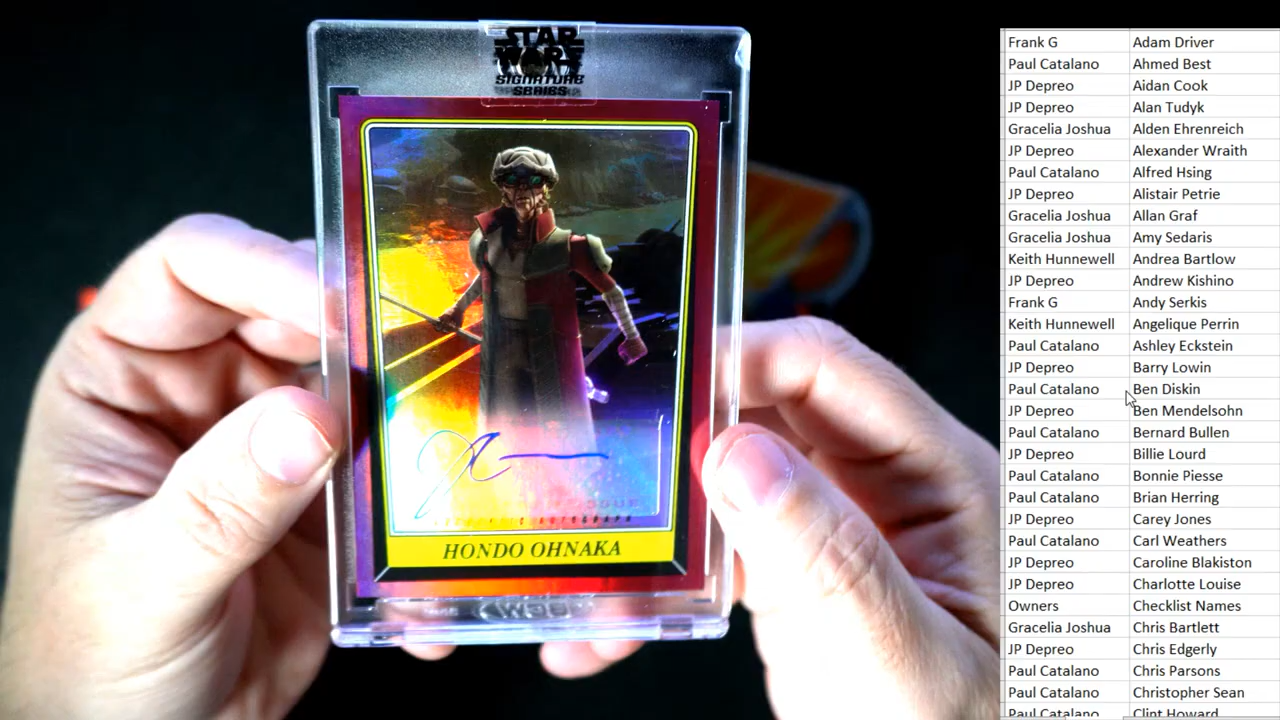 STAR
WARS
SIGNATURE
SERIES
AUTHENTIC AUTOGRAPH
HONDO OHNAKA
Frank G Adam Driver
Paul Catalano Ahmed Best
JP Depreo Aidan Cook
JP Depreo Alan Tudyk
Gracelia Joshua Alden Ehrenreich
JP Depreo Alexander Wraith
Paul Catalano Alfred Hsing
JP Depreo Alistair Petrie
Gracelia Joshua Allan Graf
Gracelia Joshua Amy Sedaris
Keith Hunnewell Andrea Bartlow
JP Depreo Andrew Kishino
Frank G Andy Serkis
Keith Hunnewell Angelique Perrin
Paul Catalano Ashley Eckstein
JP Depreo Barry Lowin
Paul Catalano Ben Diskin
JP Depreo Ben Mendelsohn
Paul Catalano Bernard Bullen
JP Depreo Billie Lourd
Paul Catalano Bonnie Piesse
Paul Catalano Brian Herring
JP Depreo Carey Jones
Paul Catalano Carl Weathers
JP Depreo Caroline Blakiston
JP Depreo Charlotte Louise
Owners Checklist Names
Gracelia Joshua Chris Bartlett
JP Depreo Chris Edgerly
Paul Catalano Chris Parsons
Paul Catalano Christopher Sean
Paul Catalano Clint Howard